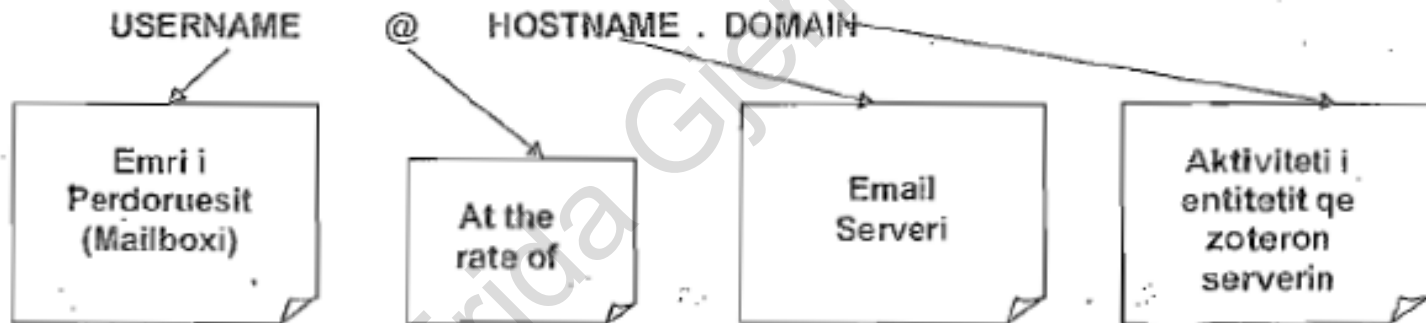 USERNAME @ HOSTNAME . DOMAIN
Emri i
Perdoruesit
(Mailboxi)
At the
rate of
Email
Serveri
Aktiviteti i
entitetit qe
zoteron
serverin